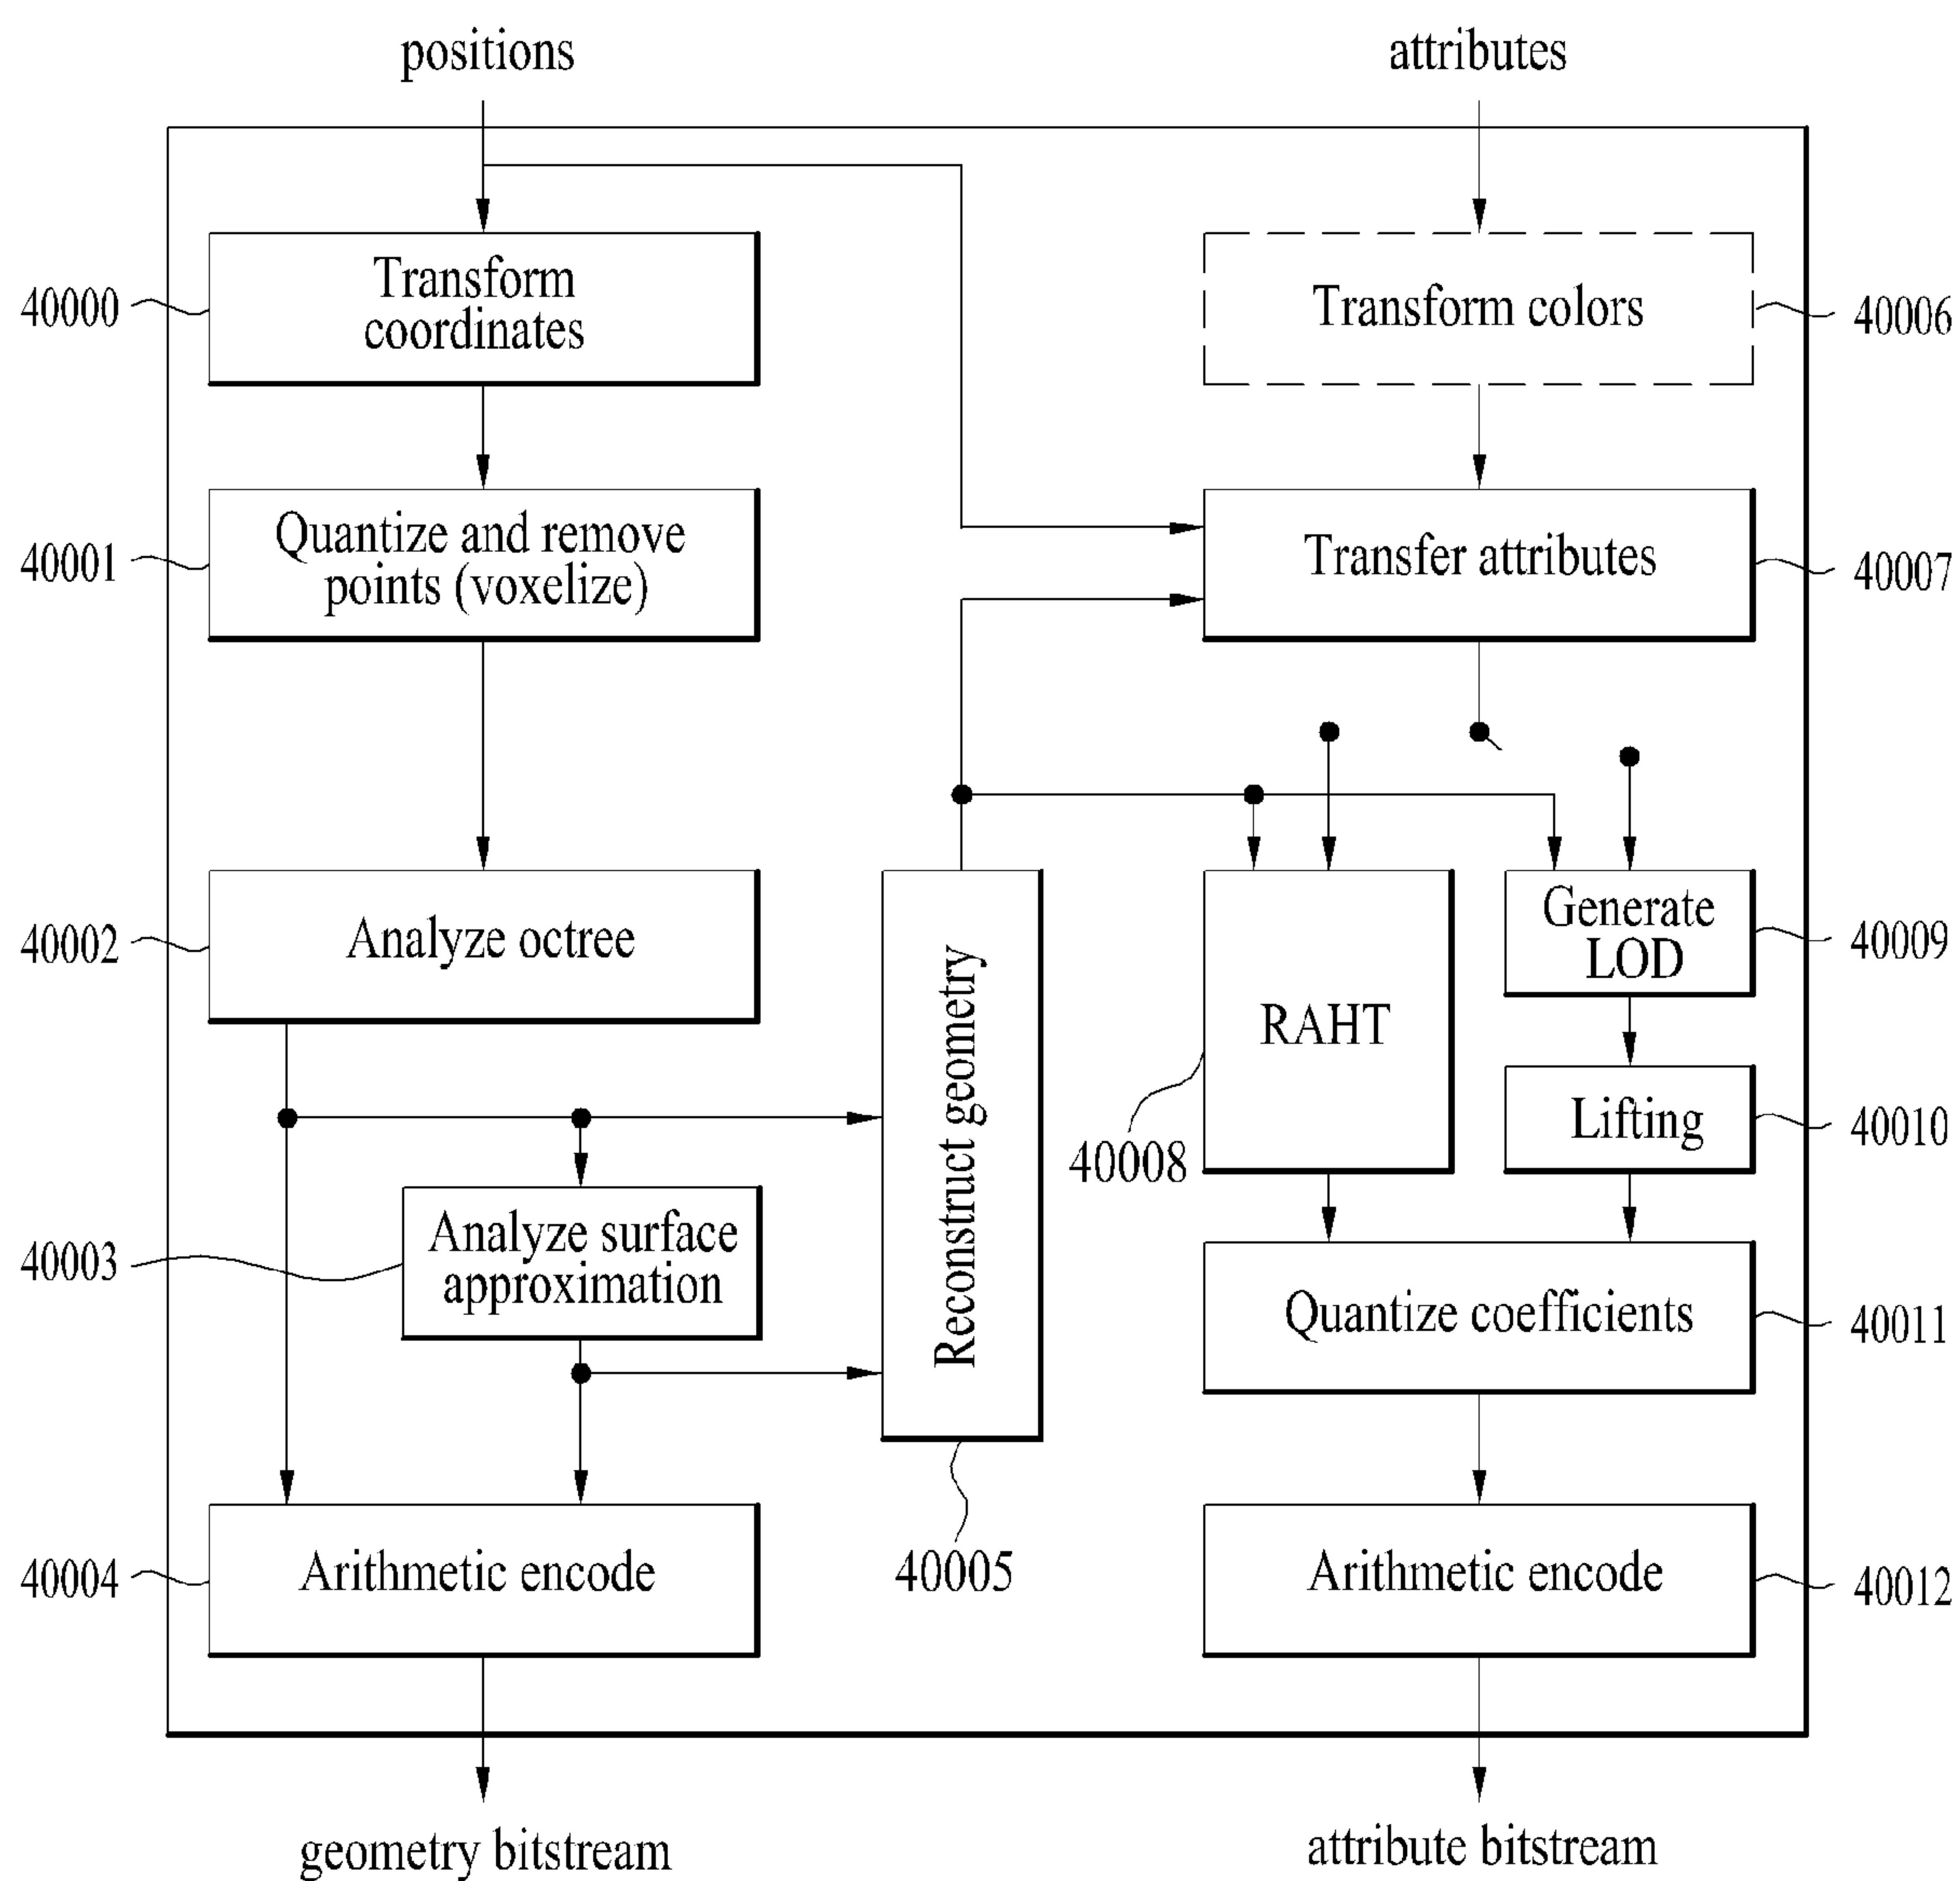 positions
attributes
Transform
coordinates
40000
Transform colors
40006
Quantize and remove
points (voxelize)
40001
Transfer attributes
40007
Analyze octree
40002
Reconstruct geometry
40005
RAHT
40008
Generate
LOD
40009
Lifting
40010
Analyze surface
approximation
40003
Quantize coefficients
40011
Arithmetic encode
40004
Arithmetic encode
40012
geometry bitstream
attribute bitstream